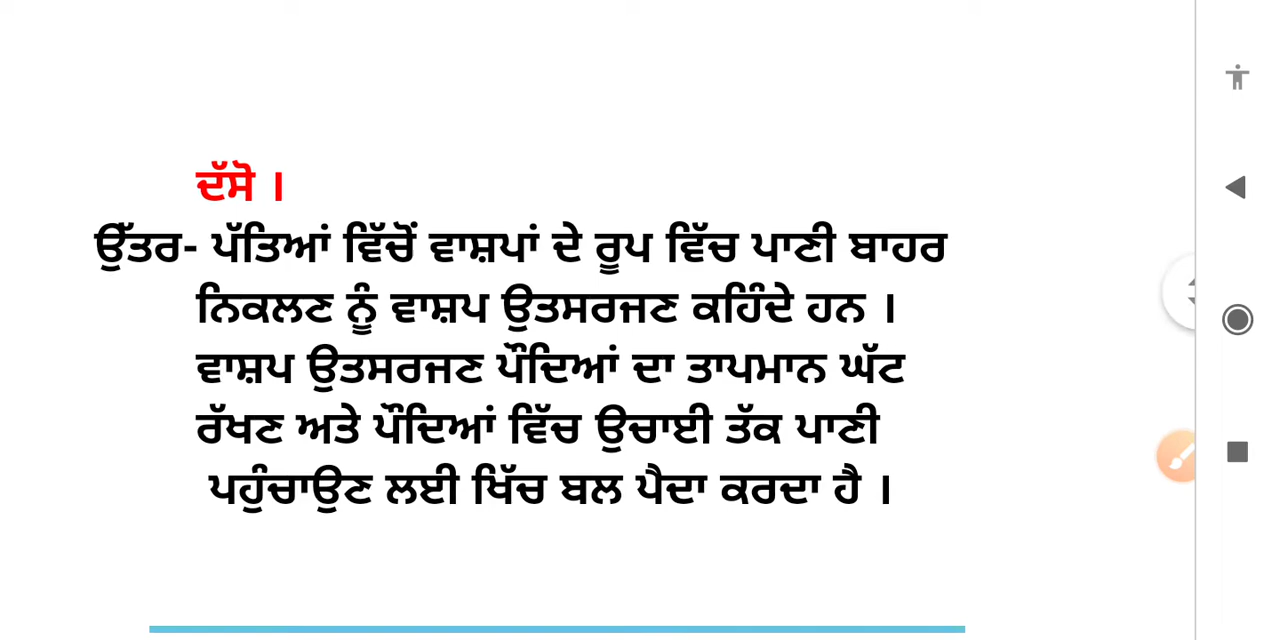 ਦੱਸੋ ।
ਉੱਤਰ- ਪੱਤਿਆਂ ਵਿੱਚੋਂ ਵਾਸ਼ਪਾਂ ਦੇ ਰੂਪ ਵਿੱਚ ਪਾਣੀ ਬਾਹਰ
ਨਿਕਲਣ ਨੂੰ ਵਾਸ਼ਪ ਉਤਸਰਜਣ ਕਹਿੰਦੇ ਹਨ ।
ਵਾਸ਼ਪ ਉਤਸਰਜਣ ਪੌਦਿਆਂ ਦਾ ਤਾਪਮਾਨ ਘੱਟ
ਰੱਖਣ ਅਤੇ ਪੌਦਿਆਂ ਵਿੱਚ ਉਚਾਈ ਤੱਕ ਪਾਣੀ
ਪਹੁੰਚਾਉਣ ਲਈ ਖਿੱਚ ਬਲ ਪੈਦਾ ਕਰਦਾ ਹੈ ।